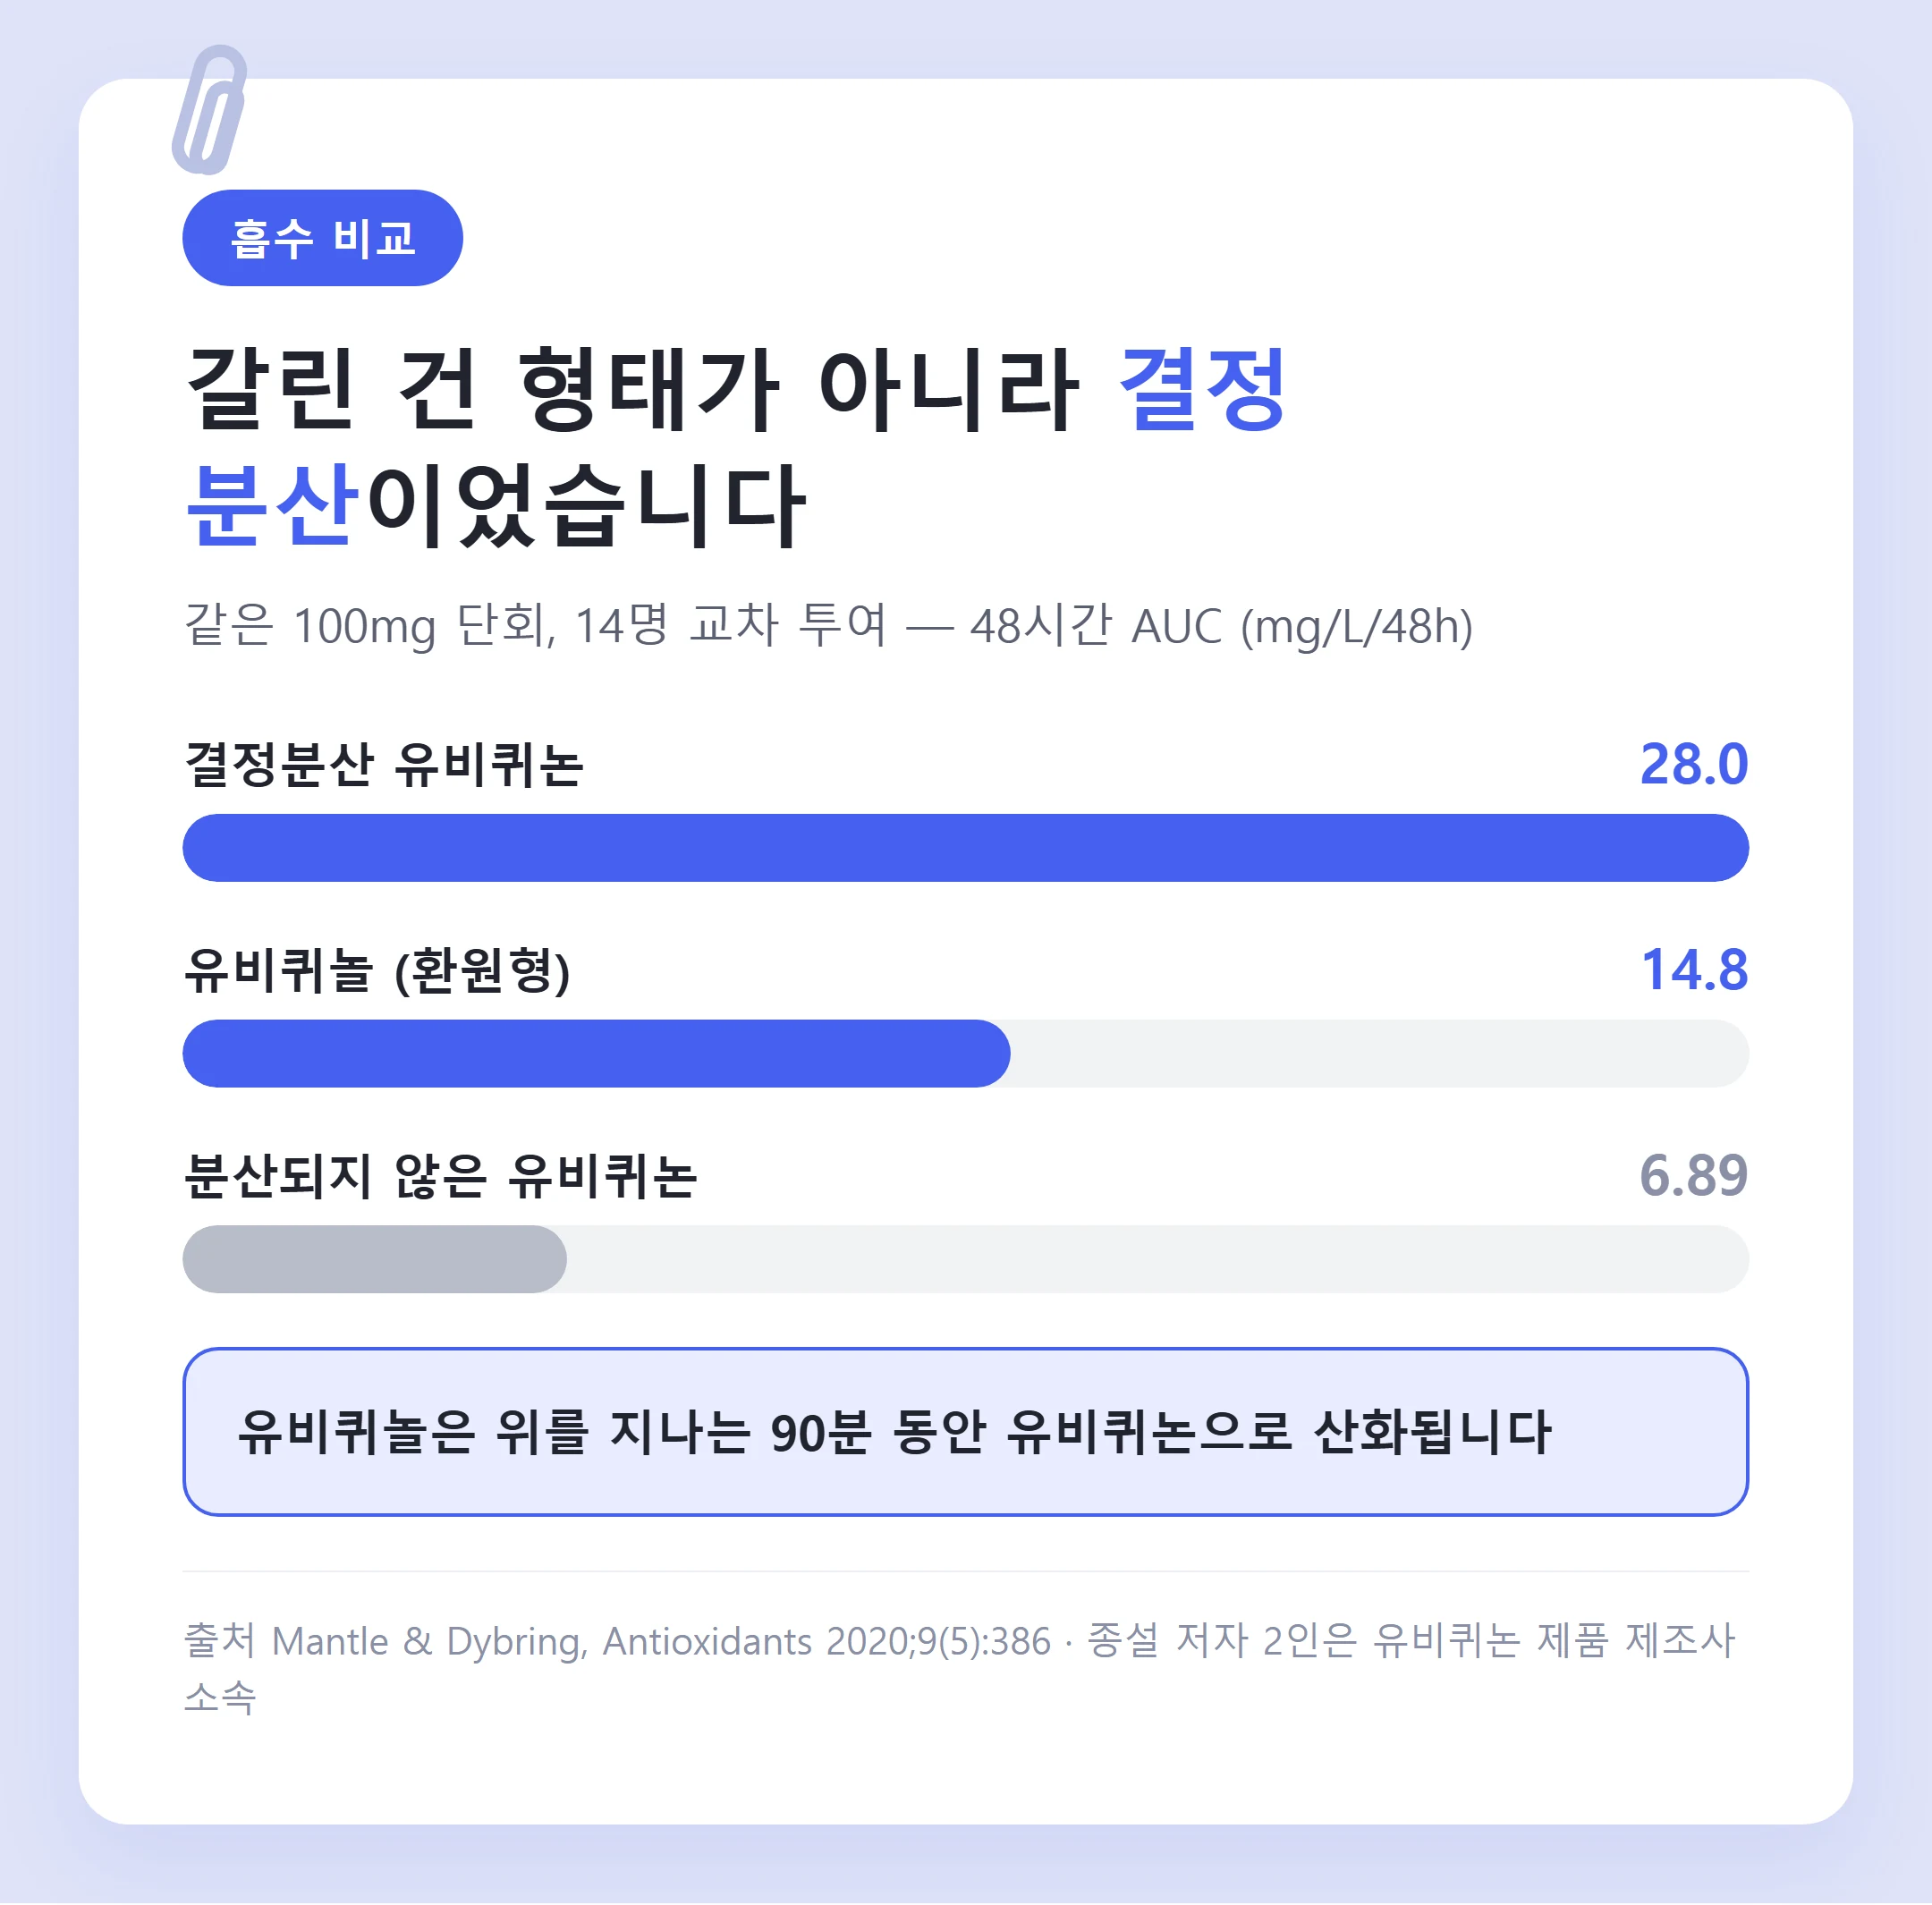 흡수 비교
갈린 건 형태가 아니라 결정
분산이었습니다
같은 100mg 단회, 14명 교차 투여 — 48시간 AUC (mg/L/48h)
결정분산 유비퀴논 28.0
유비퀴놀 (환원형) 14.8
분산되지 않은 유비퀴논 6.89
유비퀴놀은 위를 지나는 90분 동안 유비퀴논으로 산화됩니다
출처 Mantle & Dybring, Antioxidants 2020;9(5):386 · 종설 저자 2인은 유비퀴논 제품 제조사
소속